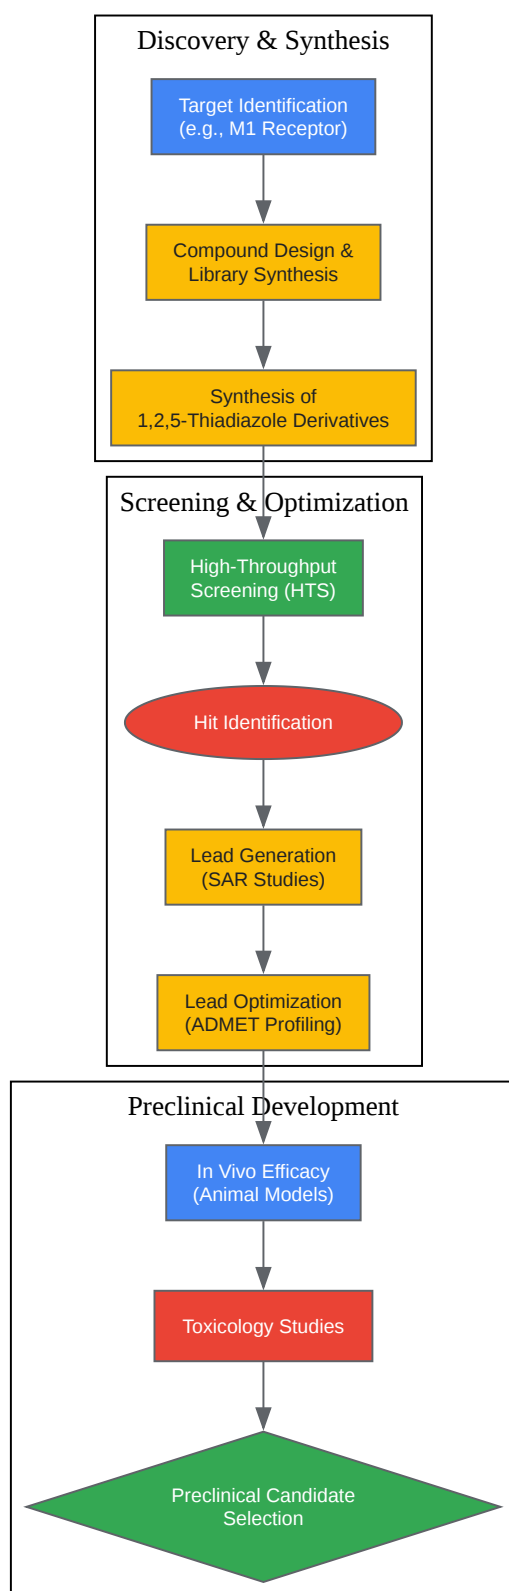 Discovery & Synthesis
Target Identification
(e.g., M1 Receptor)
Compound Design &
Library Synthesis
Synthesis of
1,2,5-Thiadiazole Derivatives
Screening & Optimization
High-Throughput
Screening (HTS)
Hit Identification
Lead Generation
(SAR Studies)
Lead Optimization
(ADMET Profiling)
Preclinical Development
In Vivo Efficacy
(Animal Models)
Toxicology Studies
Preclinical Candidate
Selection